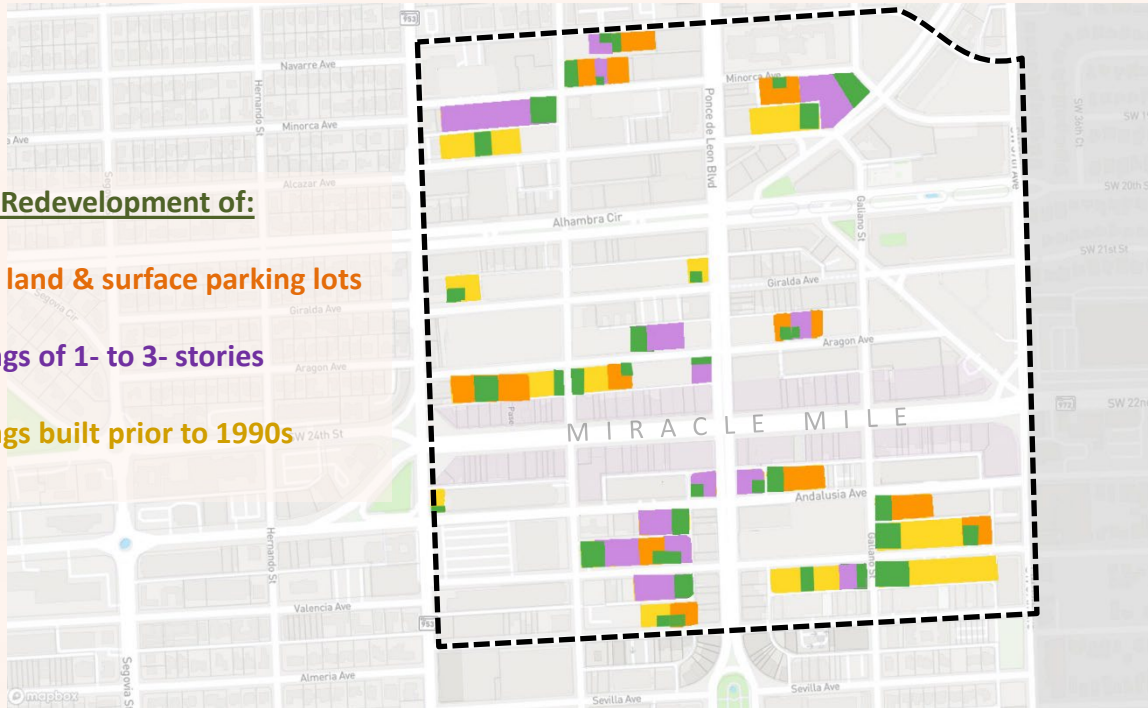 953
Navarre Ave
Hernando St
Minorca Ave
Minorca Ave
Ponce de Leon Blvd
SW 24th Ct
Alcazar Ave
Redevelopment of:
Alhambra Cir
Galiano St
SW 20th S
SW 21st St
land & surface parking lots
Segovia Cir
Giralda Ave
Giralda Ave
ngs of 1- to 3- stories
Aragon Ave
Aragon Ave
Pase
972
SW 22n
MIRACLE MILE
ngs built prior to 1990s
SW 24th St
Andalusia Ave
Hernando St
Galiano St
Valencia Ave
953
Almeria Ave
Segovia St
Sevilla Ave
Sevilla Ave
mapbox